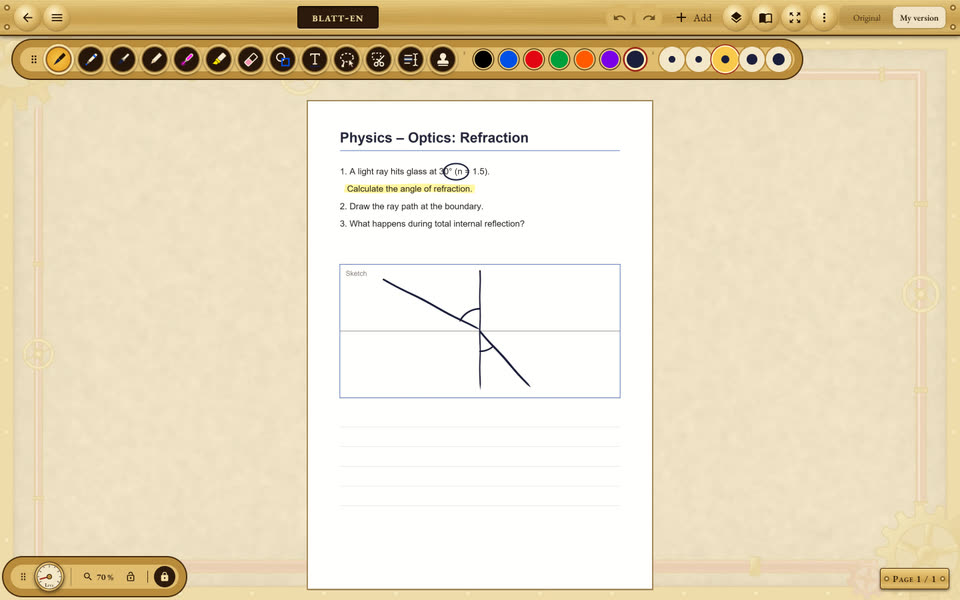 BLATT-EN
Add
Original
My version
T
Physics – Optics: Refraction
1. A light ray hits glass at 30° (n = 1.5).
Calculate the angle of refraction.
2. Draw the ray path at the boundary.
3. What happens during total internal reflection?
Sketch
70 %
Page 1 / 1